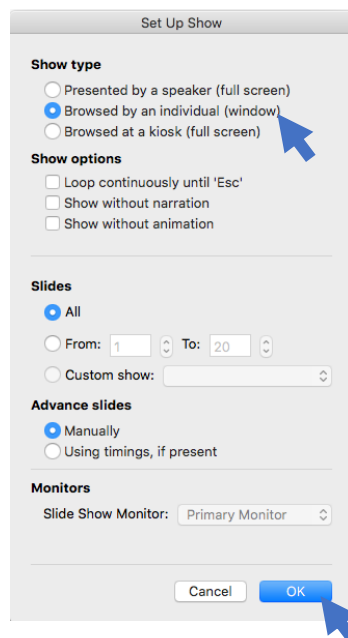 Set Up Show
Show type
Presented by a speaker (full screen)
Browsed by an individual (window)
Browsed at a kiosk (full screen)
Show options
Loop continuously until 'Esc'
Show without narration
Show without animation
Slides
All
From: 1 To: 20
Custom show:
Advance slides
Manually
Using timings, if present
Monitors
Slide Show Monitor: Primary Monitor
Cancel OK